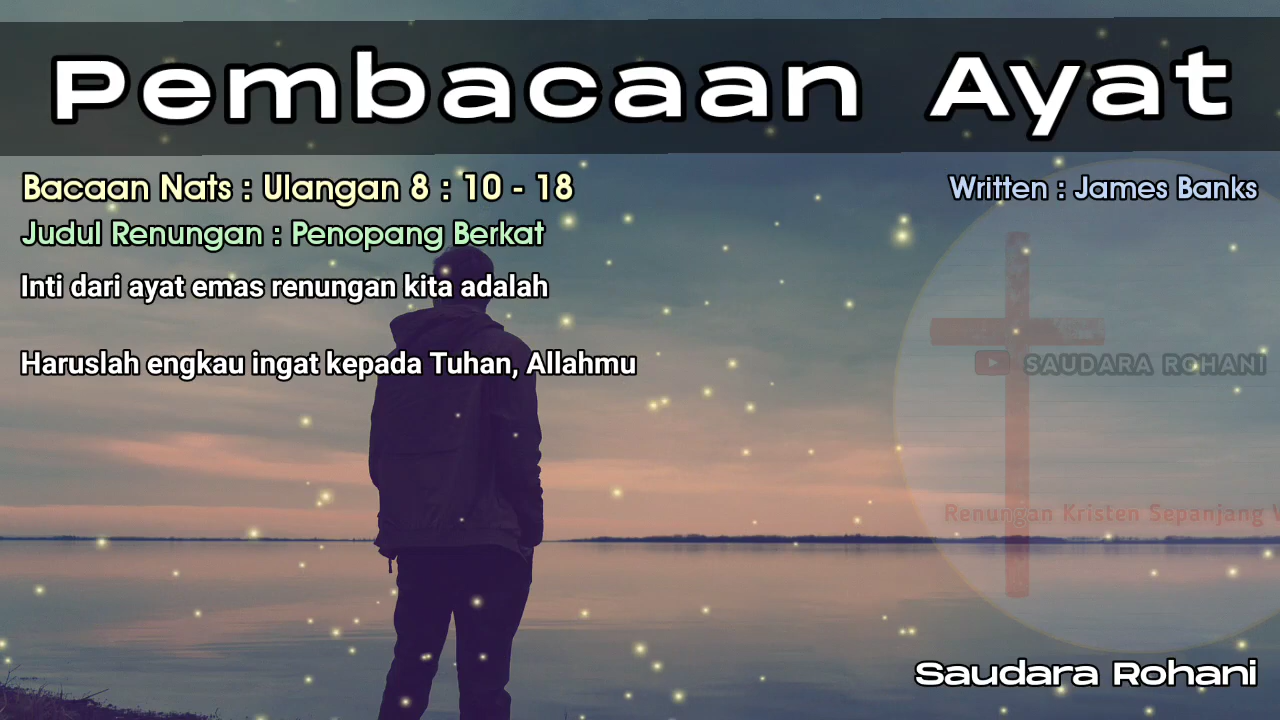 Pembacaan Ayat
Bacaan Nats : Ulangan 8 : 10 - 18
Written : James Banks
Judul Renungan : Penopang Berkat
Inti dari ayat emas renungan kita adalah
Haruslah engkau ingat kepada Tuhan, Allahmu
SAUDARA ROHANI
Renungan Kristen Sepanjang
Saudara Rohani